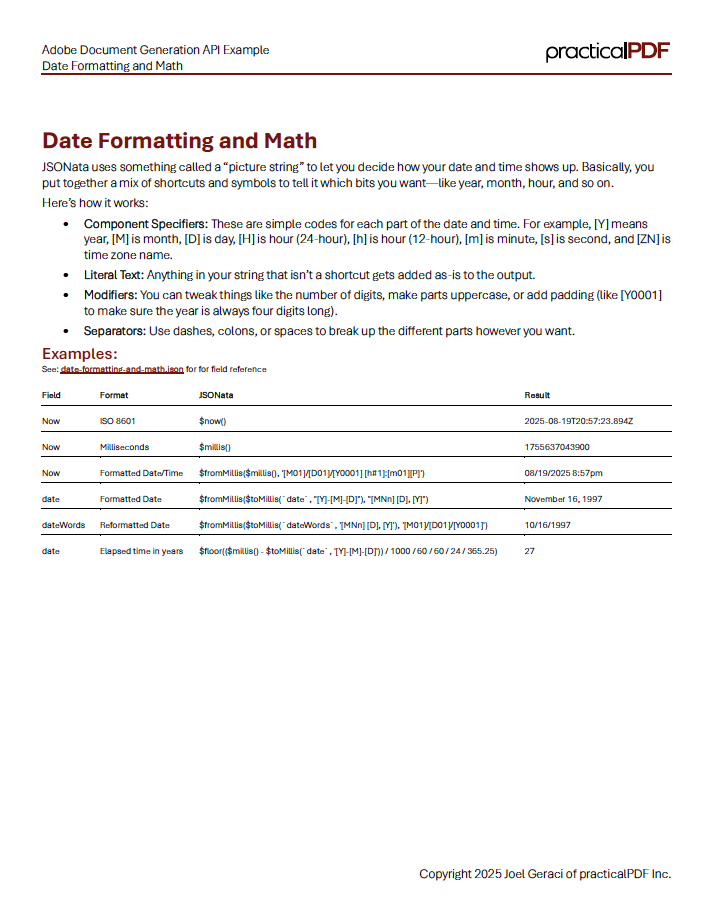 Adobe Document Generation API Example
Date Formatting and Math
practicalPDF
Date Formatting and Math
JSONata uses something called a “picture string” to let you decide how your date and time shows up. Basically, you
put together a mix of shortcuts and symbols to tell it which bits you want—like year, month, hour, and so on.
Here’s how it works:
• Component Specifiers: These are simple codes for each part of the date and time. For example, [Y] means
year, [M] is month, [D] is day, [H] is hour (24-hour), [h] is hour (12-hour), [m] is minute, [s] is second, and [ZN] is
time zone name.
• Literal Text: Anything in your string that isn’t a shortcut gets added as-is to the output.
• Modifiers: You can tweak things like the number of digits, make parts uppercase, or add padding (like [Y0001]
to make sure the year is always four digits long).
• Separators: Use dashes, colons, or spaces to break up the different parts however you want.
Examples:
See: date-formatting-and-math.json for for field reference
Field Format JSONata Result
Now ISO 8601 $now() 2025-08-19T20:57:23.894Z
Now Milliseconds $millis() 1755637043900
Now Formatted Date/Time $fromMillis($millis(), '[M01]/[D01]/[Y0001] [h#1]:[m01][P]') 08/19/2025 8:57pm
date Formatted Date $fromMillis($toMillis(`date`, "[Y]-[M]-[D]"), "[MNn] [D], [Y]") November 16, 1997
dateWords Reformatted Date $fromMillis($toMillis(`dateWords`, '[MNn] [D], [Y]'), '[M01]/[D01]/[Y0001]') 10/16/1997
date Elapsed time in years $floor(($millis() - $toMillis(`date`, '[Y]-[M]-[D]')) / 1000 / 60 / 60 / 24 / 365.25) 27
Copyright 2025 Joel Geraci of practicalPDF Inc.